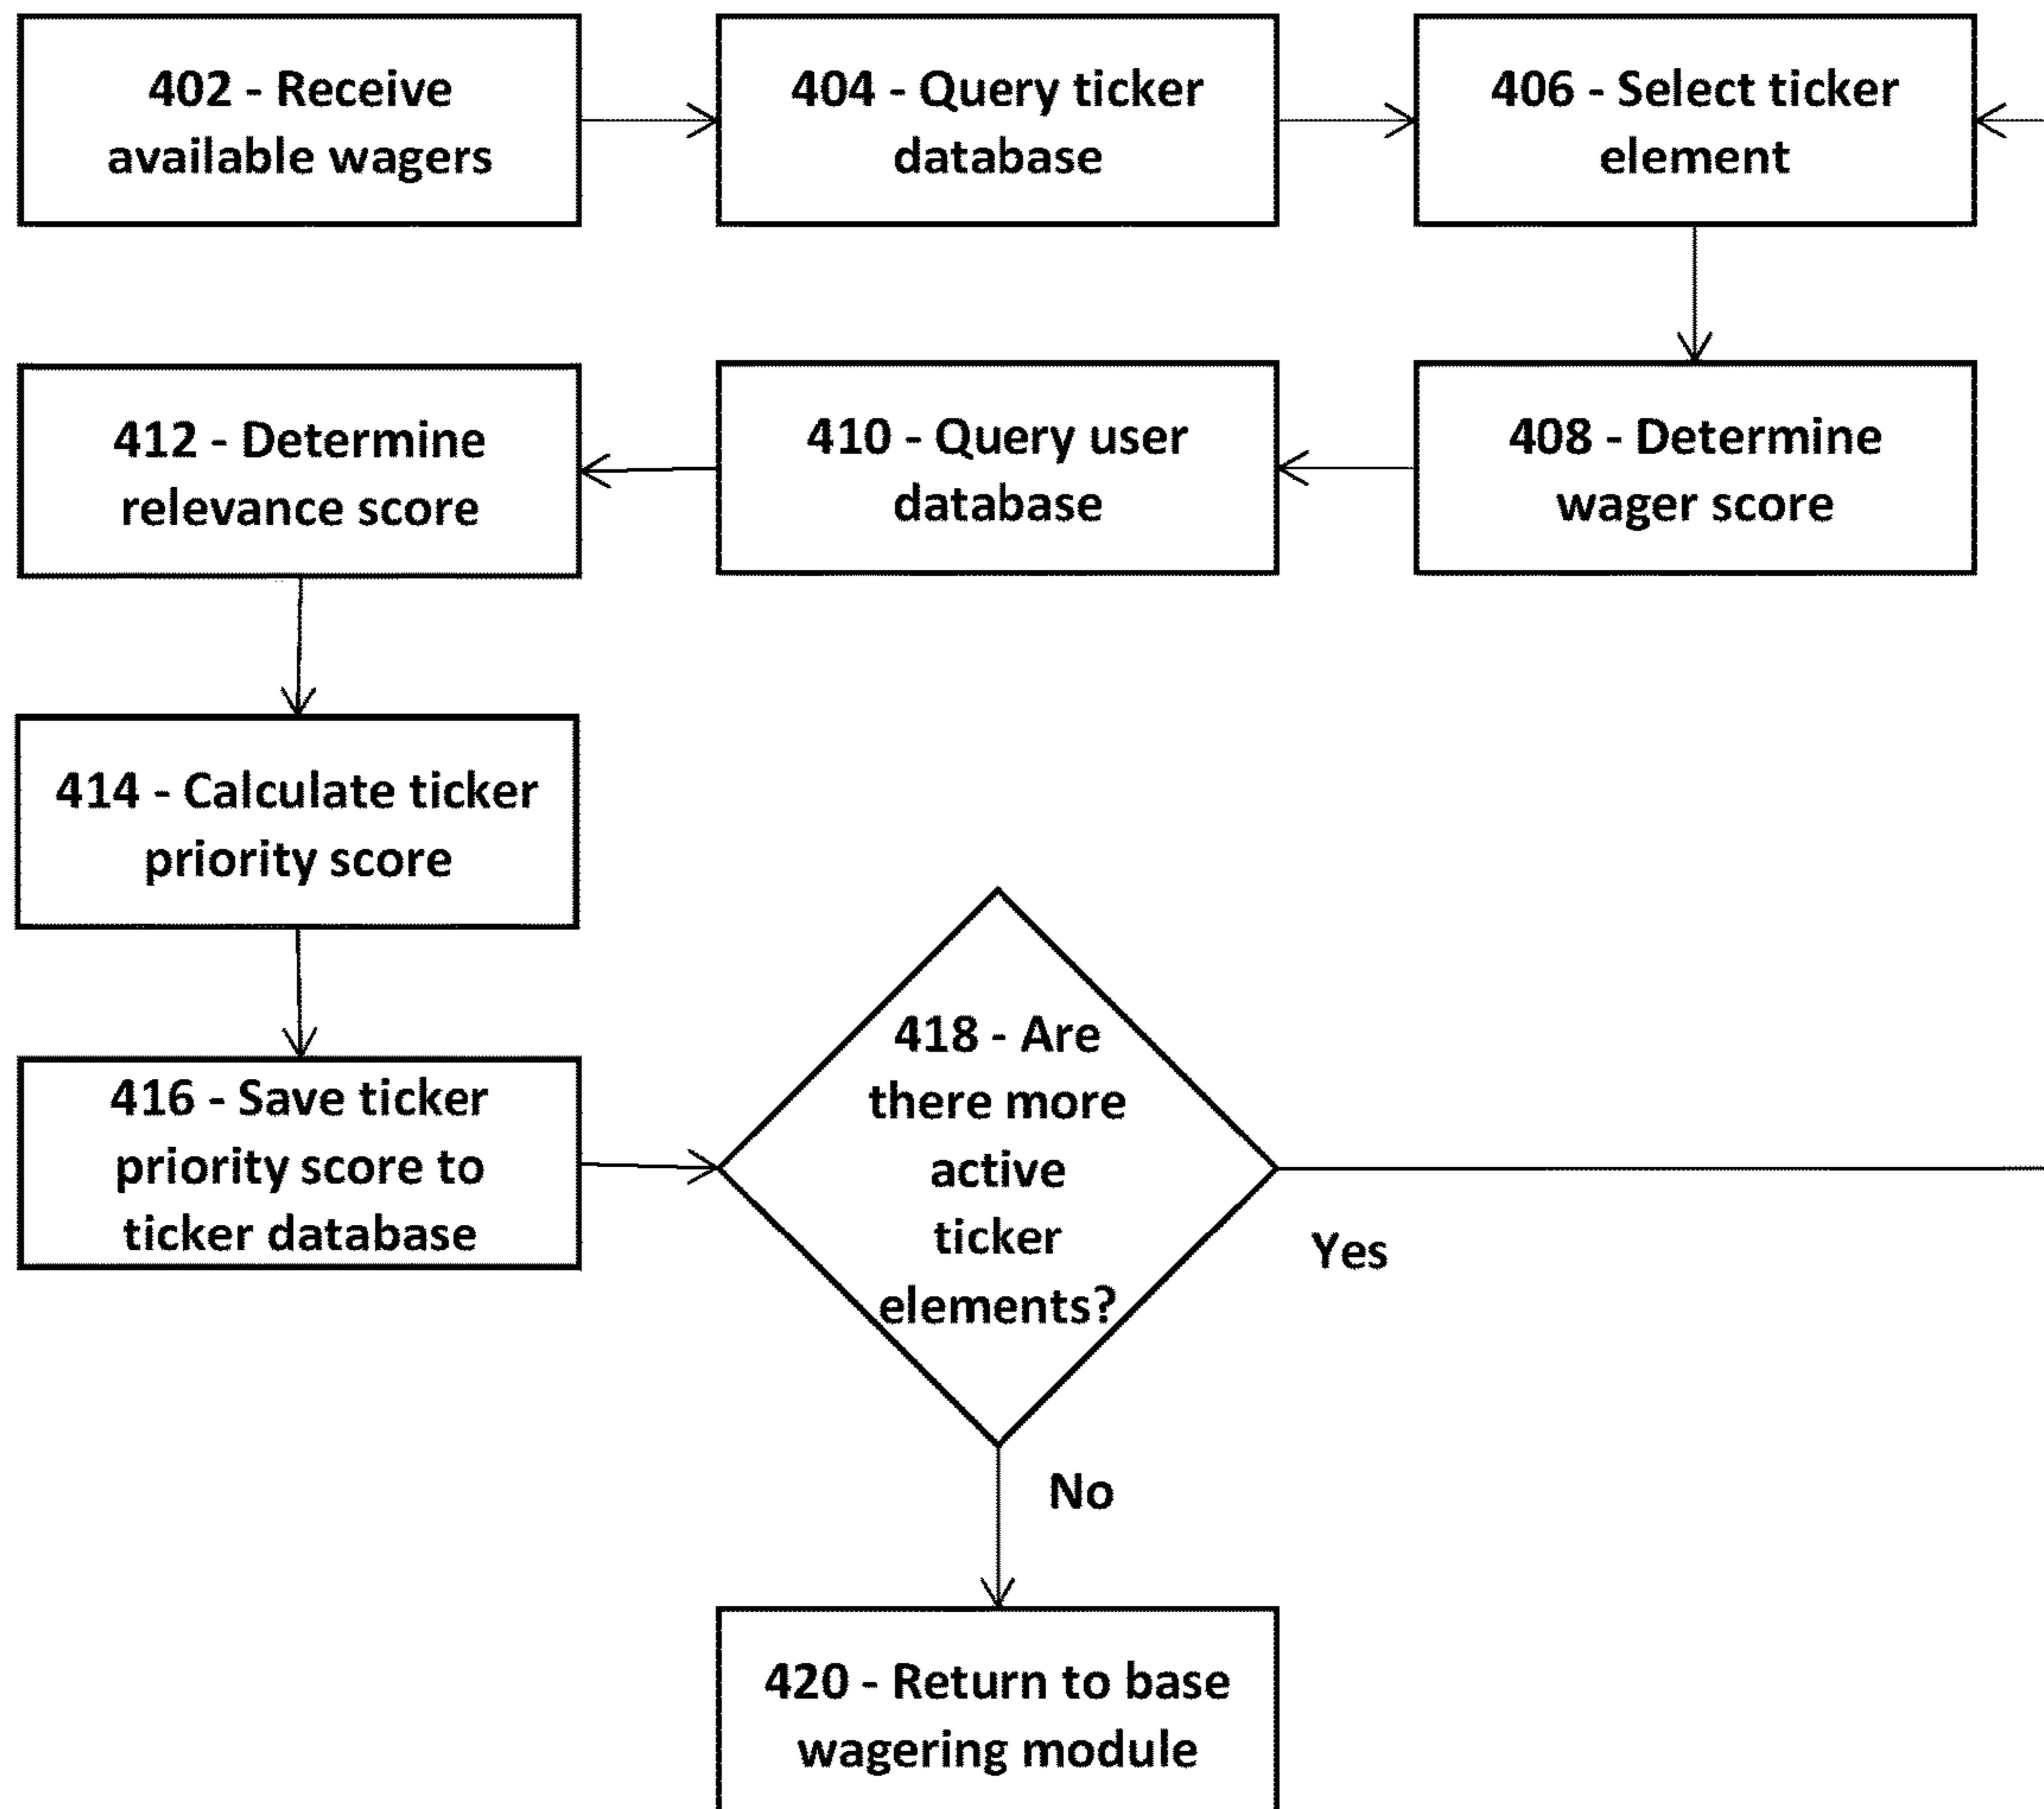 402 - Receive
available wagers
404 - Query ticker
database
406 - Select ticker
element
412 - Determine
relevance score
410 - Query user
database
408 - Determine
wager score
414 - Calculate ticker
priority score
416 - Save ticker
priority score to
ticker database
418 - Are
there more
active
ticker
elements?
Yes
No
420 - Return to base
wagering module